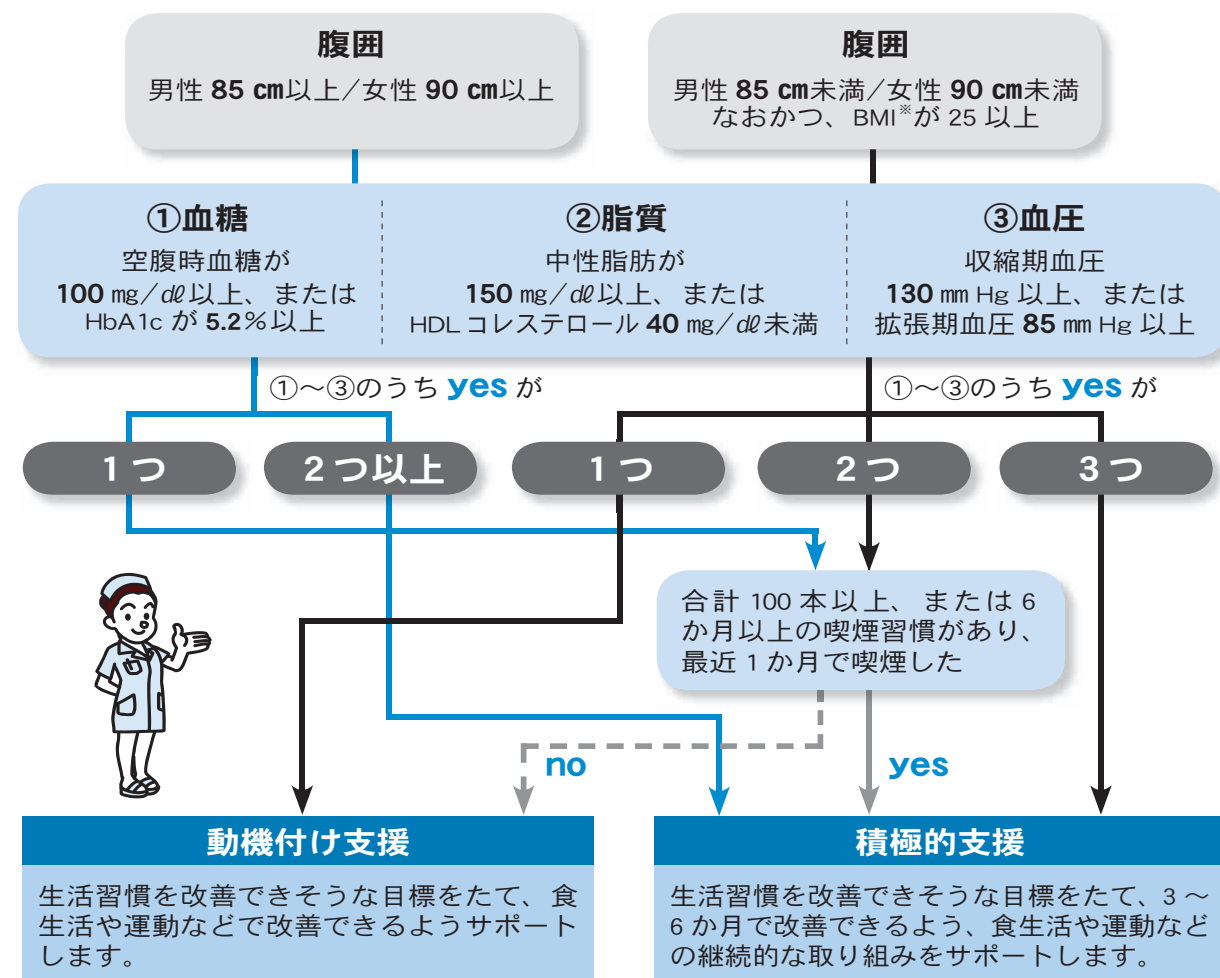 腹囲
男性 85 cm以上／女性 90 cm以上
腹囲
男性 85 cm未満／女性 90 cm未満
なおかつ、BMI※が 25 以上
①血糖
空腹時血糖が
100 mg／dℓ以上、または
HbA1c が 5.2％以上
②脂質
中性脂肪が
150 mg／dℓ以上、または
HDL コレステロール 40 mg／dℓ未満
③血圧
収縮期血圧
130 mm Hg 以上、または
拡張期血圧 85 mm Hg 以上
①～③のうち yes が
①～③のうち yes が
1つ
2つ以上
1つ
2つ
3つ
合計 100 本以上、または 6
か月以上の喫煙習慣があり、
最近 1 か月で喫煙した
no
yes
動機付け支援
生活習慣を改善できそうな目標をたて、食
生活や運動などで改善できるようサポート
します。
積極的支援
生活習慣を改善できそうな目標をたて、3～
6 か月で改善できるよう、食生活や運動など
の継続的な取り組みをサポートします。